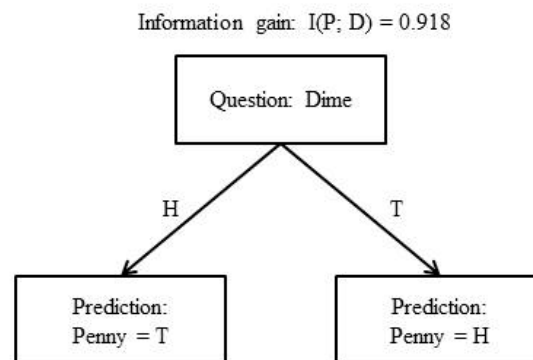 Information gain: I(P; D) = 0.918
Question: Dime
H
T
Prediction:
Penny = T
Prediction:
Penny = H